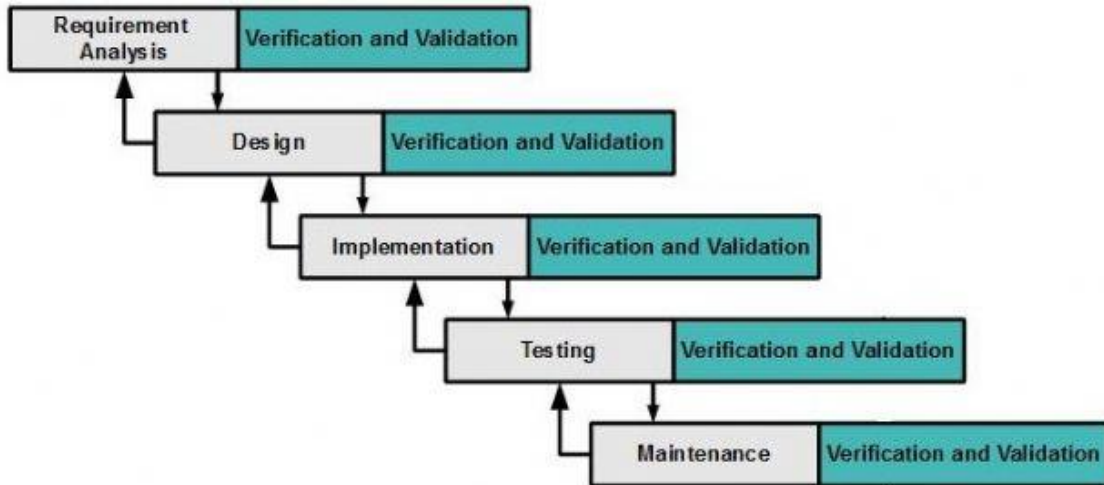 Requirement
Analysis
Verification and Validation
Design
Verification and Validation
Implementation
Verification and Validation
Testing
Verification and Validation
Maintenance
Verification and Validation